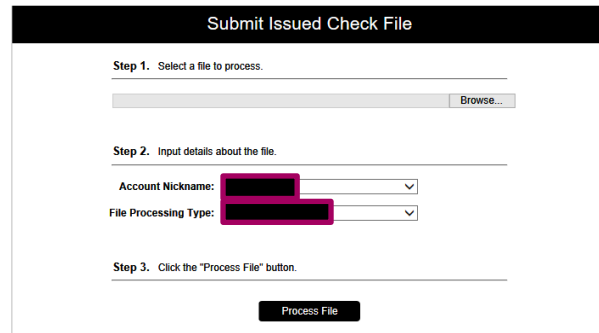 Submit Issued Check File
Step 1. Select a file to process.
Browse...
Step 2. Input details about the file.
Account Nickname:
File Processing Type:
Step 3. Click the "Process File" button.
Process File